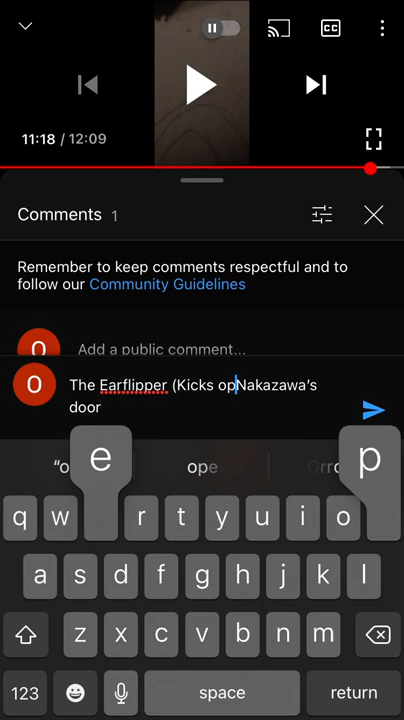 CC
11:18 / 12:09
Comments 1
Remember to keep comments respectful and to
follow our Community Guidelines
O
Add a public comment...
O
The Earflipper (Kicks opNakazawa's
door
e
p
ope
q w r t y u i o
a s d f g h j k l
z x c v b n m
123
space
return